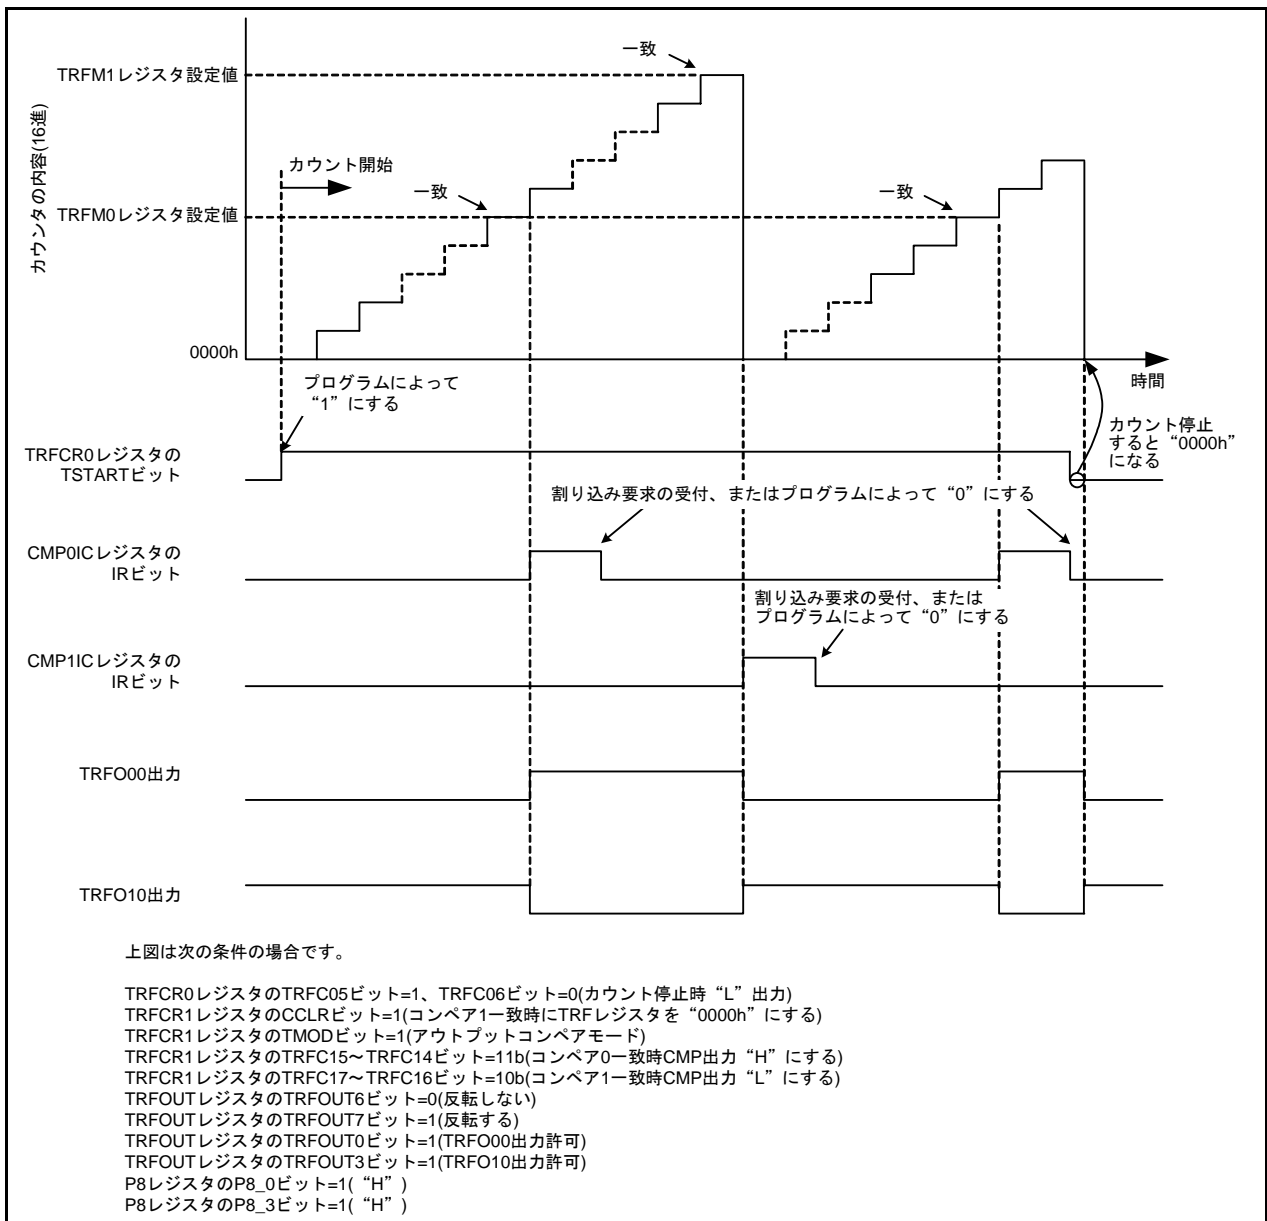 一致
TRFM1レジスタ設定値
カウンタの内容(16進)
カウント開始
一致
一致
TRFM0レジスタ設定値
0000h
時間
プログラムによって
“1”にする
カウント停止
すると“0000h”
になる
TRFCR0レジスタの
TSTARTビット
割り込み要求の受付、またはプログラムによって“0”にする
CMP0ICレジスタの
IRビット
割り込み要求の受付、または
プログラムによって“0”にする
CMP1ICレジスタの
IRビット
TRFO00出力
TRFO10出力
上図は次の条件の場合です。
TRFCR0レジスタのTRFC05ビット=1、TRFC06ビット=0(カウント停止時“L”出力)
TRFCR1レジスタのCCLRビット=1(コンペア1一致時にTRFレジスタを“0000h”にする)
TRFCR1レジスタのTMODビット=1(アウトプットコンペアモード)
TRFCR1レジスタのTRFC15～TRFC14ビット=11b(コンペア0一致時CMP出力“H”にする)
TRFCR1レジスタのTRFC17～TRFC16ビット=10b(コンペア1一致時CMP出力“L”にする)
TRFOUTレジスタのTRFOUT6ビット=0(反転しない)
TRFOUTレジスタのTRFOUT7ビット=1(反転する)
TRFOUTレジスタのTRFOUT0ビット=1(TRFO00出力許可)
TRFOUTレジスタのTRFOUT3ビット=1(TRFO10出力許可)
P8レジスタのP8_0ビット=1(“H”)
P8レジスタのP8_3ビット=1(“H”)